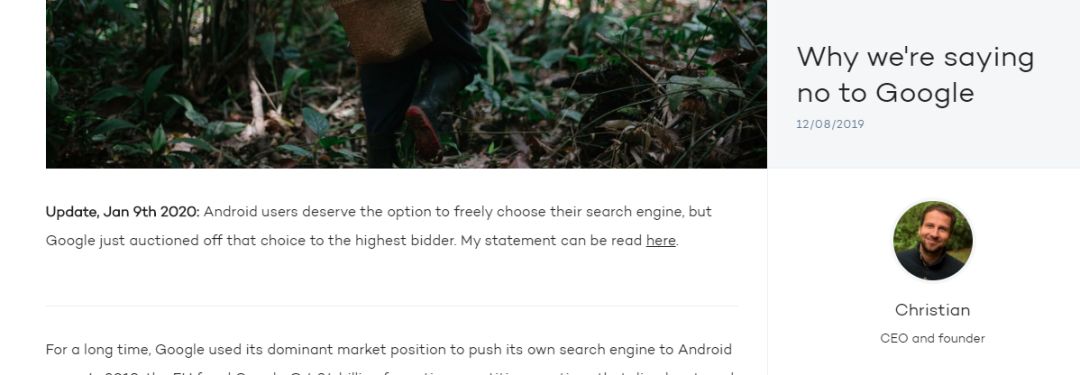 Why we're saying
no to Google
12/08/2019
Update, Jan 9th 2020: Android users deserve the option to freely choose their search engine, but
Google just auctioned off that choice to the highest bidder. My statement can be read here.
Christian
CEO and founder
For a long time, Google used its dominant market position to push its own search engine to Android